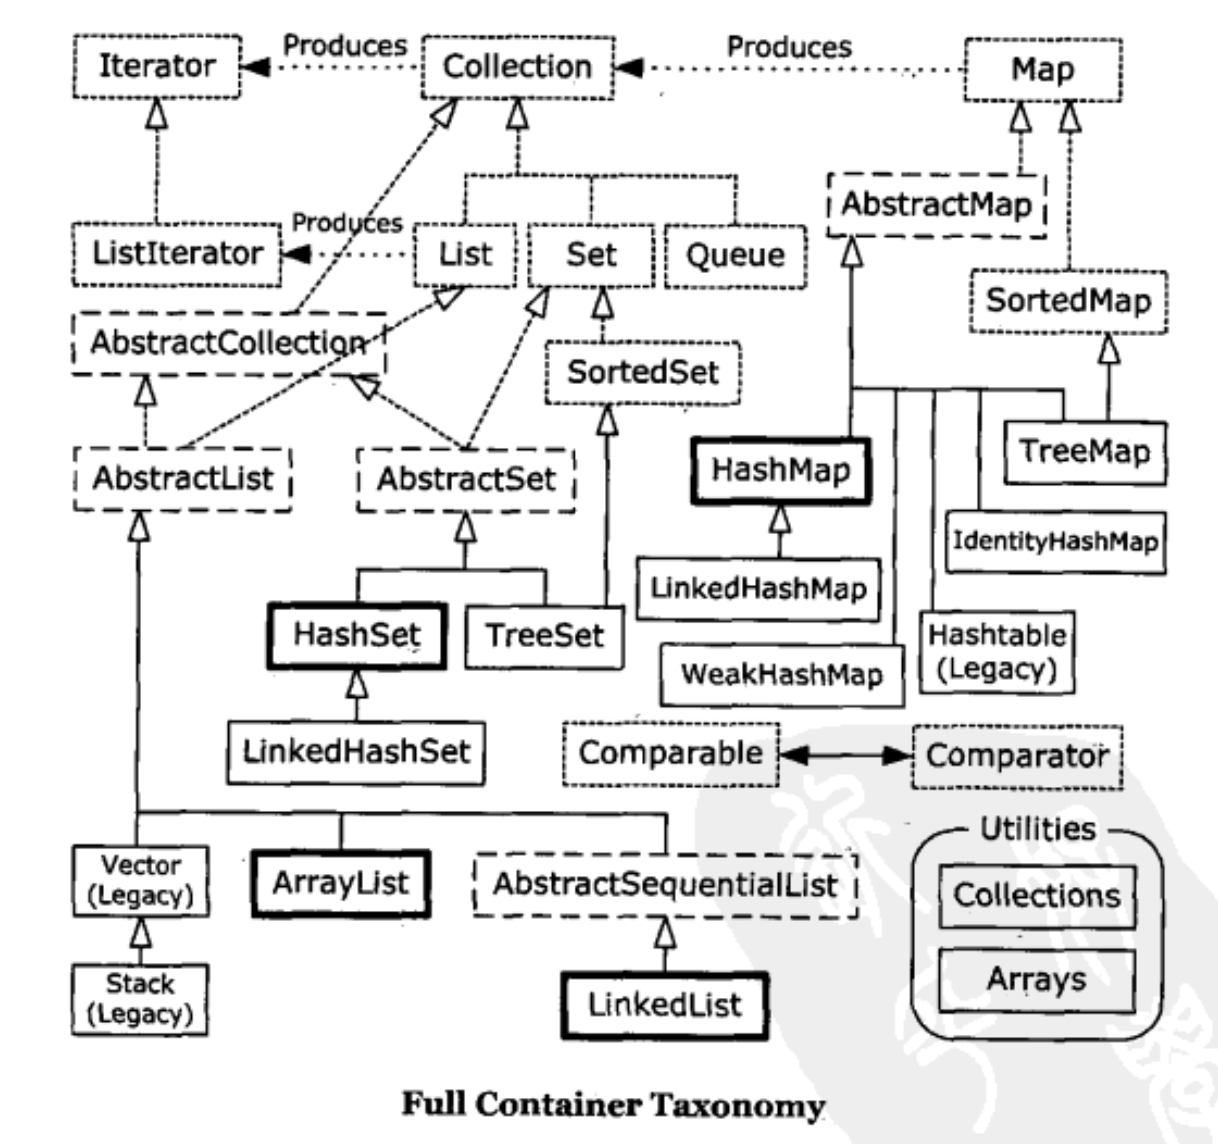 Iterator
Produces
Collection
Produces
Map
AbstractMap
ListIterator
Produces
List
Set
Queue
SortedMap
AbstractCollection
SortedSet
AbstractList
AbstractSet
HashMap
TreeMap
IdentityHashMap
LinkedHashMap
HashSet
TreeSet
Hashtable
(Legacy)
WeakHashMap
LinkedHashSet
Comparable
Comparator
Utilities
Vector
(Legacy)
ArrayList
AbstractSequentialList
Collections
Stack
(Legacy)
LinkedList
Arrays
Full Container Taxonomy